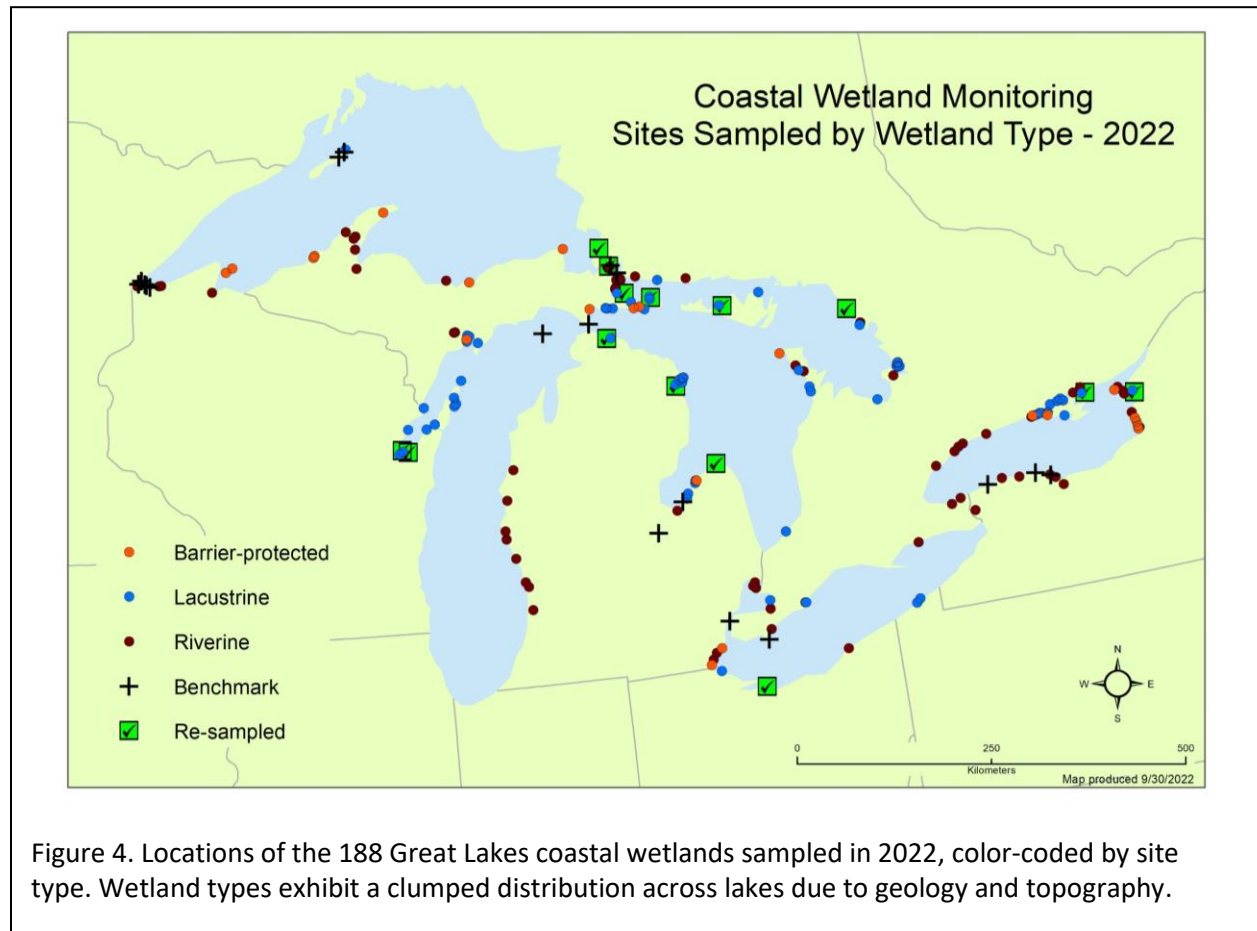 Coastal Wetland Monitoring
Sites Sampled by Wetland Type - 2022
Barrier-protected
Lacustrine
Riverine
Benchmark
Re-sampled
N
W E
S
0 250 500
Kilometers
Map produced 9/30/2022
Figure 4. Locations of the 188 Great Lakes coastal wetlands sampled in 2022, color-coded by site
type. Wetland types exhibit a clumped distribution across lakes due to geology and topography.